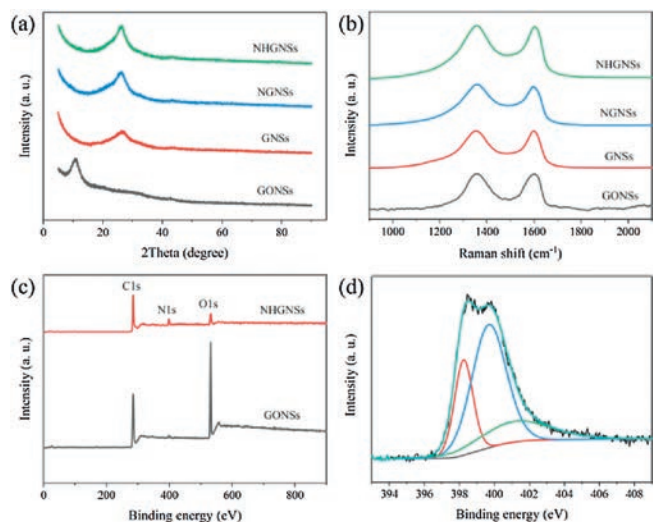 (a)
NHGNSs
NGNSs
GNSs
GONSs
Intensity (a. u.)
0 20 40 60 80
2Theta (degree)
(b)
NHGNSs
NGNSs
GNSs
GONSs
Intensity (a. u.)
1000 1200 1400 1600 1800 2000
Raman shift (cm⁻¹)
(c)
C1s
N1s
O1s
NHGNSs
GONSs
Intensity (a. u.)
0 200 400 600 800
Binding energy (eV)
(d)
Intensity (a. u.)
394 396 398 400 402 404 406 408
Binding energy (eV)